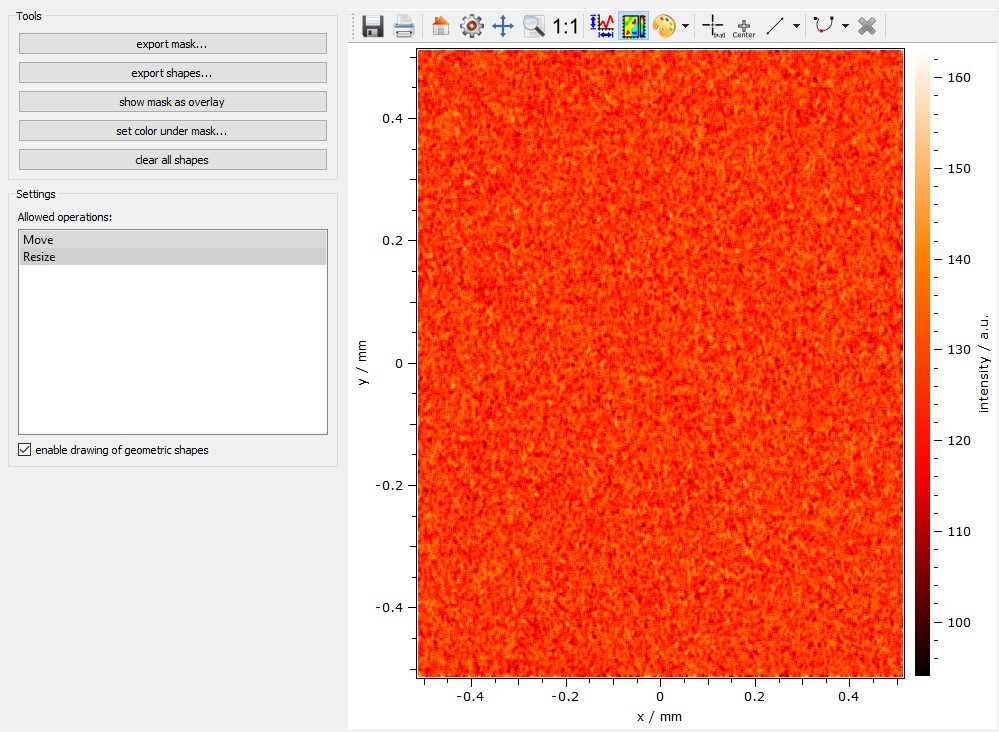 Tools
export mask...
export shapes...
show mask as overlay
set color under mask...
clear all shapes
Settings
Allowed operations:
Move
Resize
enable drawing of geometric shapes
1:1
(x,y)
Center
0.4
0.2
0
-0.2
-0.4
y / mm
-0.4
-0.2
0
0.2
0.4
x / mm
160
150
140
130
120
110
100
intensity / a.u.